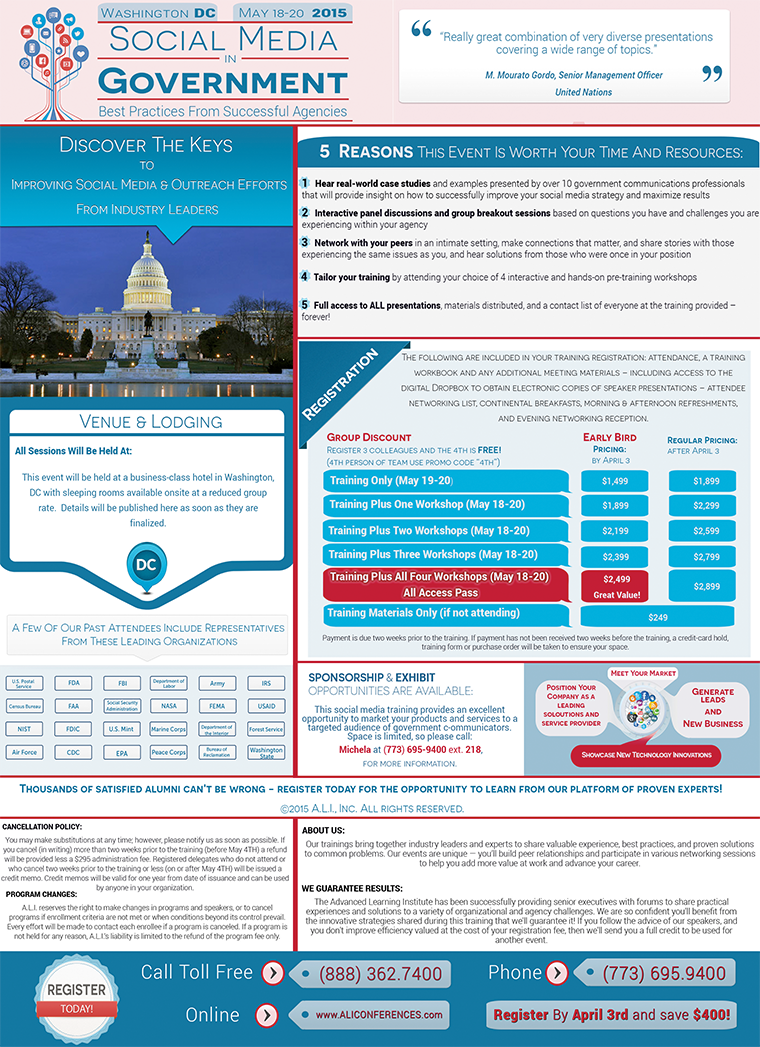 Washington DC May 18-20 2015
Social Media
in
Government
Best Practices From Successful Agencies
“Really great combination of very diverse presentations
covering a wide range of topics.”
M. Mourato Gordo, Senior Management Officer
United Nations
Discover The Keys
to
Improving Social Media & Outreach Efforts
From Industry Leaders
Venue & Lodging
All Sessions Will Be Held At:
This event will be held at a business-class hotel in Washington,
DC with sleeping rooms available onsite at a reduced group
rate. Details will be published here as soon as they are
finalized.
DC
A Few Of Our Past Attendees Include Representatives
From These Leading Organizations
U.S. Postal
Service
FDA
FBI
Department of
Labor
Army
IRS
Census Bureau
FAA
Social Security
Administration
NASA
FEMA
USAID
NIST
FDIC
U.S. Mint
Marine Corps
Department of
the Interior
Forest Service
Air Force
CDC
EPA
Peace Corps
Bureau of
Reclamation
Washington
State
5 Reasons This Event Is Worth Your Time And Resources:
1 Hear real-world case studies and examples presented by over 10 government communications professionals
that will provide insight on how to successfully improve your social media strategy and maximize results
2 Interactive panel discussions and group breakout sessions based on questions you have and challenges you are
experiencing within your agency
3 Network with your peers in an intimate setting, make connections that matter, and share stories with those
experiencing the same issues as you, and hear solutions from those who were once in your position
4 Tailor your training by attending your choice of 4 interactive and hands-on pre-training workshops
5 Full access to ALL presentations, materials distributed, and a contact list of everyone at the training provided –
forever!
Registration
The following are included in your training registration: attendance, a training
workbook and any additional meeting materials – including access to the
digital Dropbox to obtain electronic copies of speaker presentations – attendee
networking list, continental breakfasts, morning & afternoon refreshments,
and evening networking reception.
Group Discount
Register 3 colleagues and the 4th is FREE!
(4th person of team use promo code "4th")
Early Bird
Pricing:
by April 3
Regular Pricing:
after April 3
Training Only (May 19-20) $1,499 $1,899
Training Plus One Workshop (May 18-20) $1,899 $2,299
Training Plus Two Workshops (May 18-20) $2,199 $2,599
Training Plus Three Workshops (May 18-20) $2,399 $2,799
Training Plus All Four Workshops (May 18-20)
All Access Pass
$2,499
Great Value!
$2,899
Training Materials Only (if not attending) $249
Payment is due two weeks prior to the training. If payment has not been received two weeks before the training, a credit-card hold,
training form or purchase order will be taken to ensure your space.
SPONSORSHIP & EXHIBIT
OPPORTUNITIES ARE AVAILABLE:
This social media training provides an excellent
opportunity to market your products and services to a
targeted audience of government c-ommunicators.
Space is limited, so please call:
Michela at (773) 695-9400 ext. 218,
for more information.
Meet Your Market
Position Your
Company as a
leading
soloutions and
service provider
Generate
leads
and
New Business
Showcase New Technology Innovations
Thousands of satisfied alumni can't be wrong - register today for the opportunity to learn from our platform of proven experts!
©2015 A.L.I., Inc. All rights reserved.
CANCELLATION POLICY:
You may make substitutions at any time; however, please notify us as soon as possible. If
you cancel (in writing) more than two weeks prior to the training (before May 4TH) a refund
will be provided less a $295 administration fee. Registered delegates who do not attend or
who cancel two weeks prior to the training or less (on or after May 4TH) will be issued a
credit memo. Credit memos will be valid for one year from date of issuance and can be used
by anyone in your organization.
PROGRAM CHANGES:
A.L.I. reserves the right to make changes in programs and speakers, or to cancel
programs if enrollment criteria are not met or when conditions beyond its control prevail.
Every effort will be made to contact each enrollee if a program is canceled. If a program is
not held for any reason, A.L.I.'s liability is limited to the refund of the program fee only.
ABOUT US:
Our trainings bring together industry leaders and experts to share valuable experience, best practices, and proven solutions
to common problems. Our events are unique — you'll build peer relationships and participate in various networking sessions
to help you add more value at work and advance your career.
WE GUARANTEE RESULTS:
The Advanced Learning Institute has been successfully providing senior executives with forums to share practical
experiences and solutions to a variety of organizational and agency challenges. We are so confident you'll benefit from
the innovative strategies shared during this training that we'll guarantee it! If you follow the advice of our speakers, and
you don't improve efficiency valued at the cost of your registration fee, then we'll send you a full credit to be used for
another event.
REGISTER
TODAY!
Call Toll Free (888) 362.7400
Phone (773) 695.9400
Online www.ALICONFERENCES.com
Register By April 3rd and save $400!